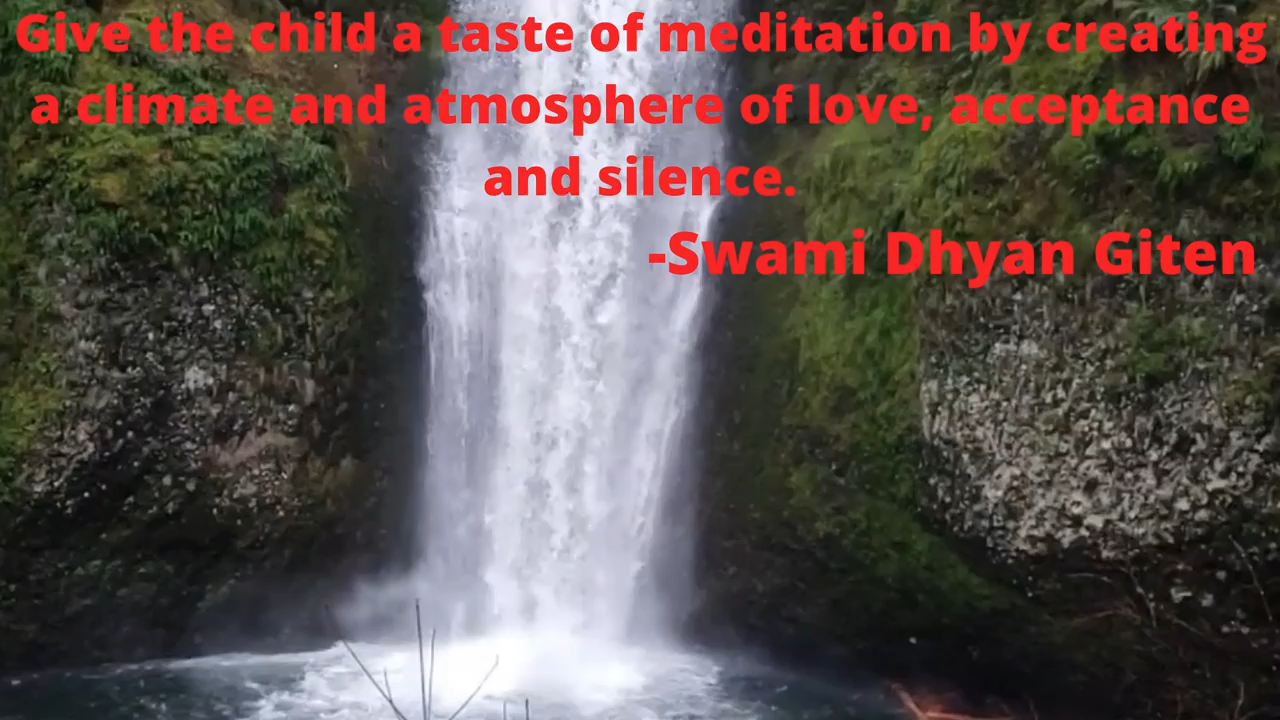 Give the child a taste of meditation by creating
a climate and atmosphere of love, acceptance
and silence.
-Swami Dhyan Giten